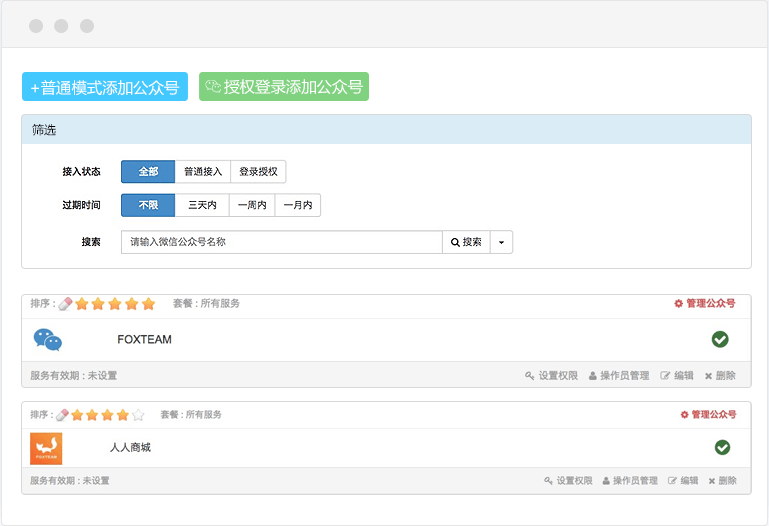 +普通模式添加公众号 授权登录添加公众号
筛选
接入状态 全部 普通接入 登录授权
过期时间 不限 三天内 一周内 一月内
搜索 请输入微信公众号名称 搜索
排序 : 套餐 : 所有服务 管理公众号
FOXTEAM
服务有效期 : 未设置 设置权限 操作员管理 编辑 删除
排序 : 套餐 : 所有服务 管理公众号
FOXTEAM 人人商城
服务有效期 : 未设置 设置权限 操作员管理 编辑 删除